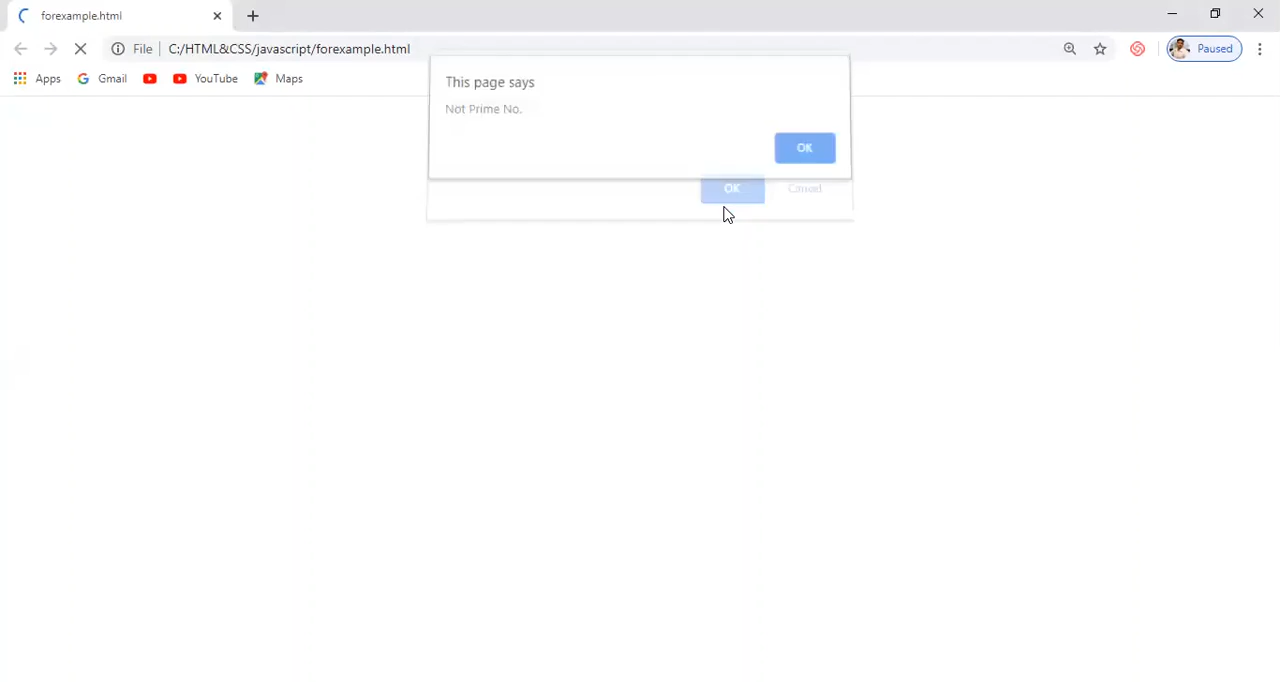 forexample.html
File C:/HTML&CSS/javascript/forexample.html Paused
Apps Gmail YouTube Maps
This page says
Not Prime No.
OK
OK Cancel